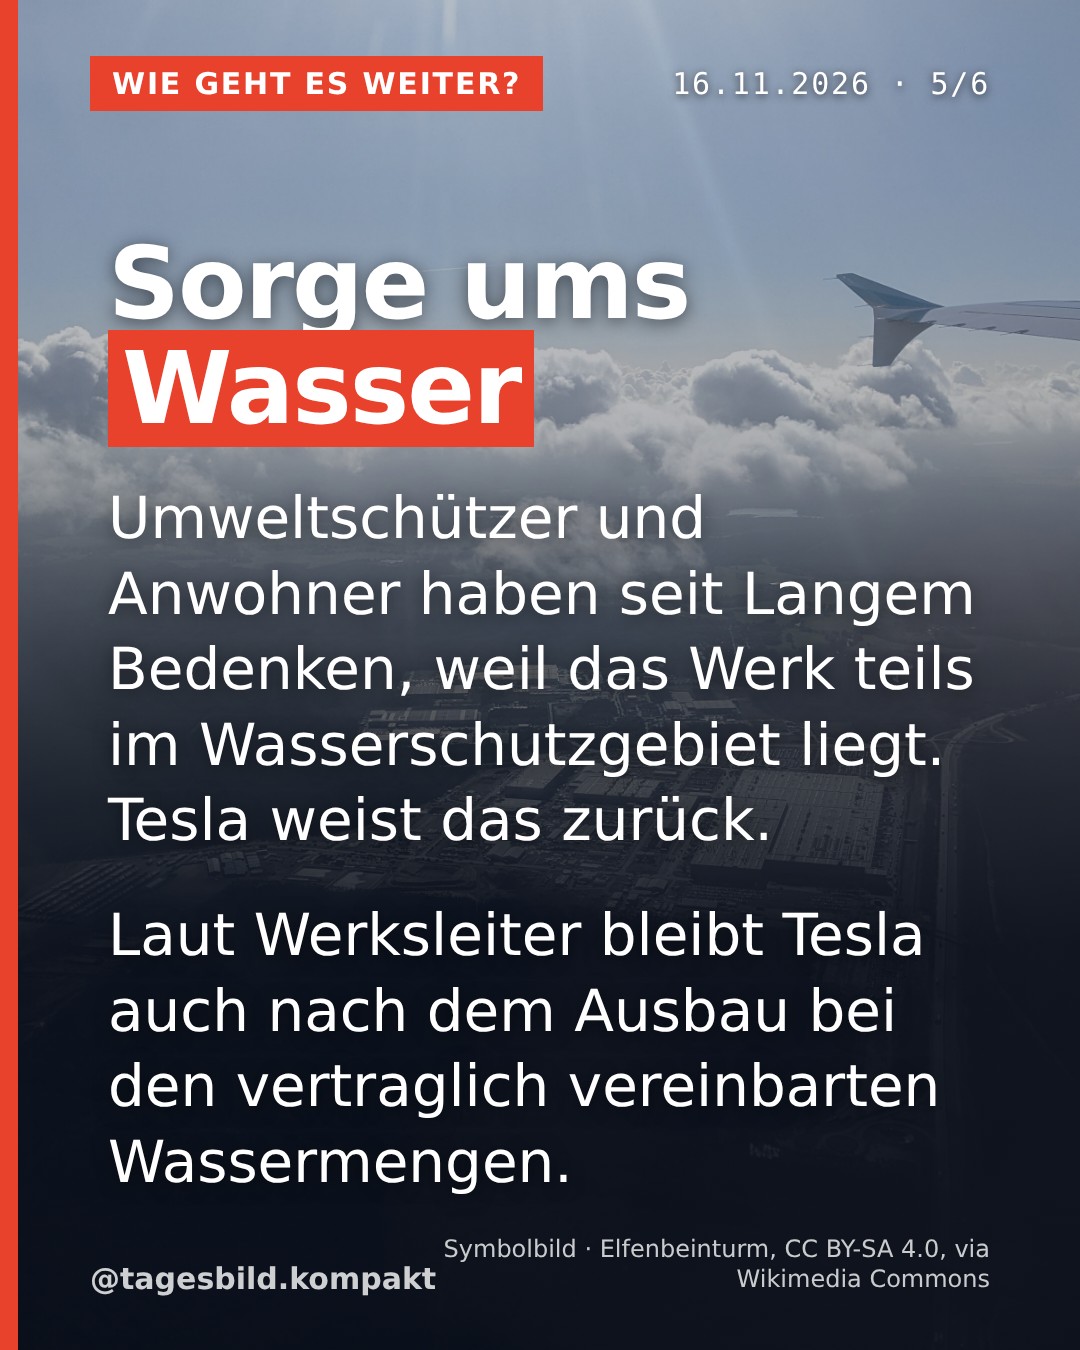 WIE GEHT ES WEITER?
16.11.2026 · 5/6
Sorge ums
Wasser
Umweltschützer und
Anwohner haben seit Langem
Bedenken, weil das Werk teils
im Wasserschutzgebiet liegt.
Tesla weist das zurück.
Laut Werksleiter bleibt Tesla
auch nach dem Ausbau bei
den vertraglich vereinbarten
Wassermengen.
Symbolbild · Elfenbeinturm, CC BY-SA 4.0, via
Wikimedia Commons
@tagesbild.kompakt